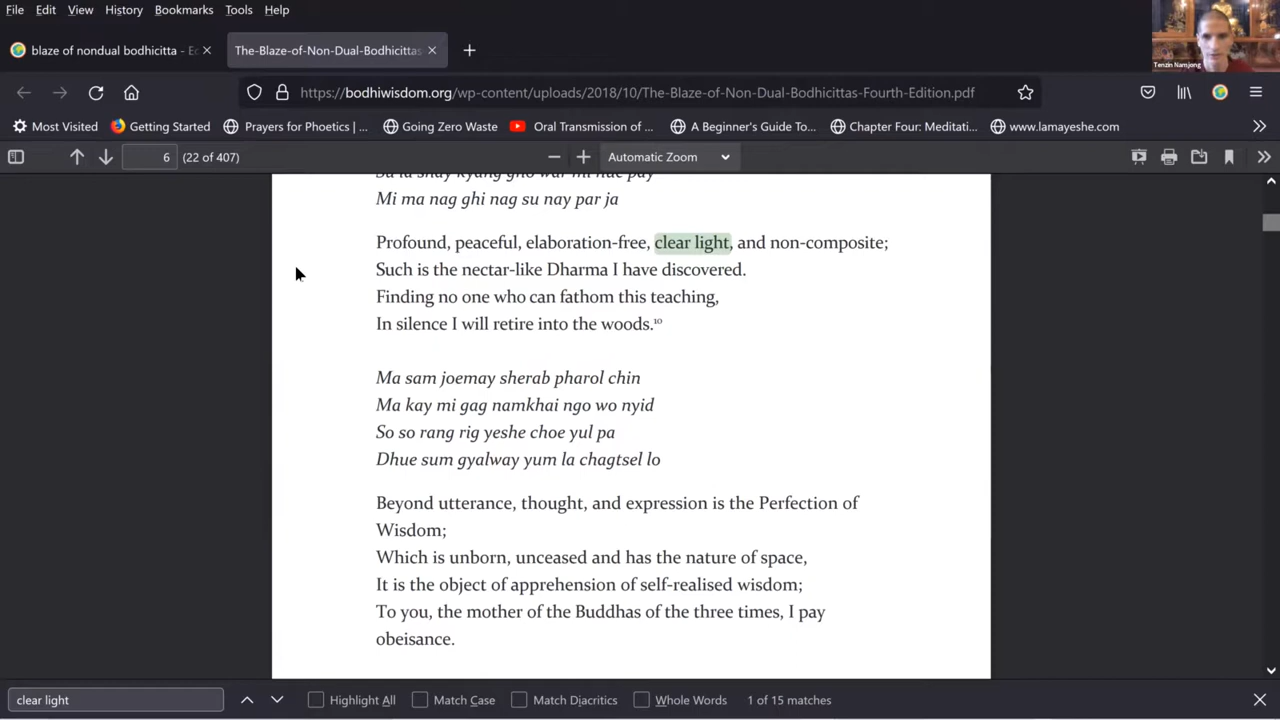 File Edit View History Bookmarks Tools Help
Tenzin Namjong
blaze of nondual bodhicitta - Ec
The-Blaze-of-Non-Dual-Bodhicittas
https://bodhiwisdom.org/wp-content/uploads/2018/10/The-Blaze-of-Non-Dual-Bodhicittas-Fourth-Edition.pdf
Most Visited Getting Started Prayers for Phoetics | ... Going Zero Waste Oral Transmission of ... A Beginner's Guide To... Chapter Four: Meditati... www.lamayeshe.com
6 (22 of 407) Automatic Zoom
Mi ma nag ghi nag su nay par ja
Profound, peaceful, elaboration-free, clear light, and non-composite;
Such is the nectar-like Dharma I have discovered.
Finding no one who can fathom this teaching,
In silence I will retire into the woods.10
Ma sam joemay sherab pharol chin
Ma kay mi gag namkhai ngo wo nyid
So so rang rig yeshe choe yul pa
Dhue sum gyalway yum la chagtsel lo
Beyond utterance, thought, and expression is the Perfection of
Wisdom;
Which is unborn, unceased and has the nature of space,
It is the object of apprehension of self-realised wisdom;
To you, the mother of the Buddhas of the three times, I pay
obeisance.
clear light Highlight All Match Case Match Diacritics Whole Words 1 of 15 matches